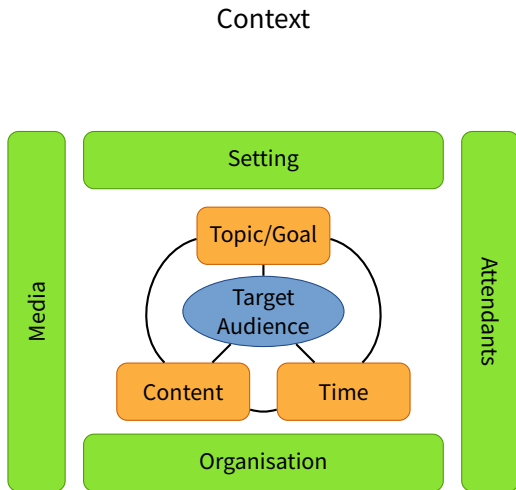 Context
Setting
Media
Attendants
Topic/Goal
Target
Audience
Content
Time
Organisation